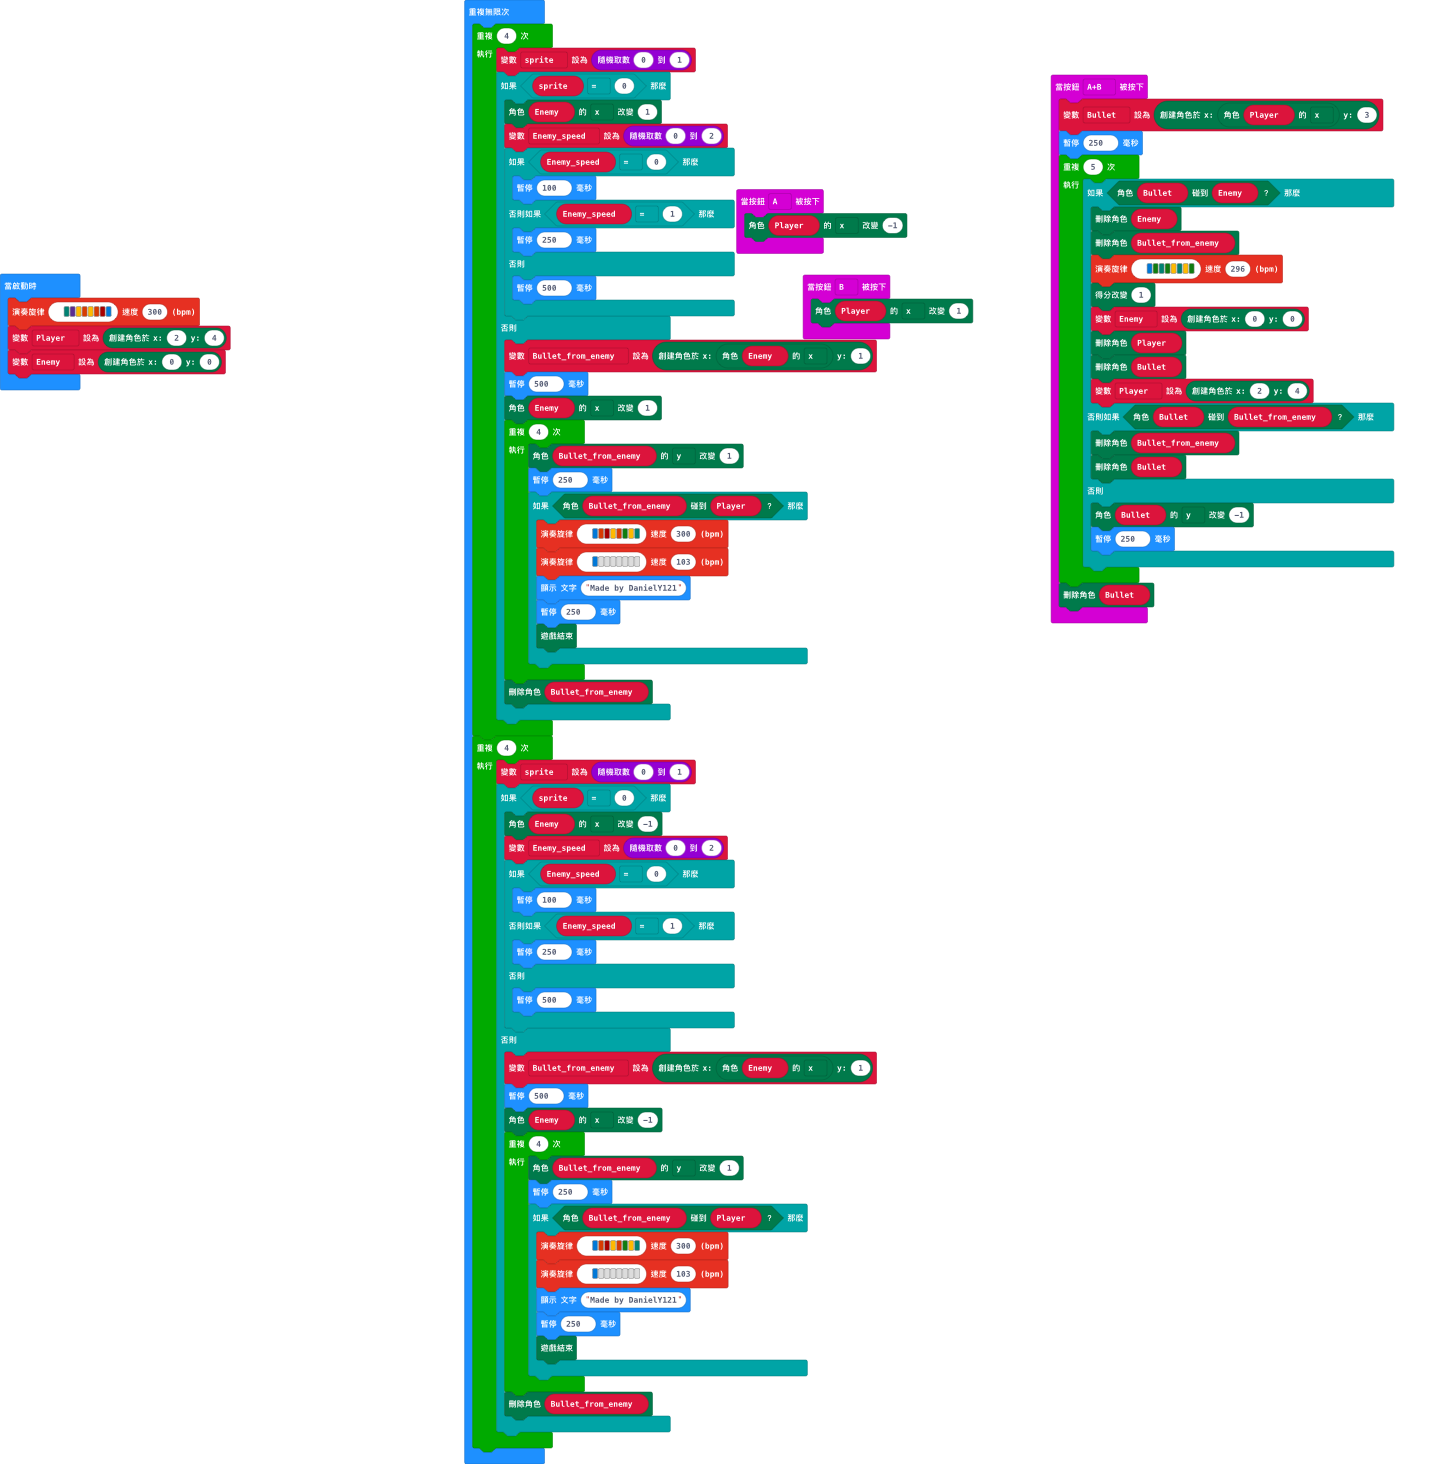 當啟動時
演奏旋律 速度 300 (bpm)
變數 Player 設為 創建角色於 x: 2 y: 4
變數 Enemy 設為 創建角色於 x: 0 y: 0
重複無限次
重複 4 次
執行
變數 sprite 設為 隨機取數 0 到 1
如果 sprite = 0 那麼
角色 Enemy 的 x 改變 1
變數 Enemy_speed 設為 隨機取數 0 到 2
如果 Enemy_speed = 0 那麼
暫停 100 毫秒
否則如果 Enemy_speed = 1 那麼
暫停 250 毫秒
否則
暫停 500 毫秒
否則
變數 Bullet_from_enemy 設為 創建角色於 x: 角色 Enemy 的 x y: 1
暫停 500 毫秒
角色 Enemy 的 x 改變 1
重複 4 次
執行
角色 Bullet_from_enemy 的 y 改變 1
暫停 250 毫秒
如果 角色 Bullet_from_enemy 碰到 Player ? 那麼
演奏旋律 速度 300 (bpm)
演奏旋律 速度 103 (bpm)
顯示 文字 "Made by DanielY121"
暫停 250 毫秒
遊戲結束
刪除角色 Bullet_from_enemy
重複 4 次
執行
變數 sprite 設為 隨機取數 0 到 1
如果 sprite = 0 那麼
角色 Enemy 的 x 改變 -1
變數 Enemy_speed 設為 隨機取數 0 到 2
如果 Enemy_speed = 0 那麼
暫停 100 毫秒
否則如果 Enemy_speed = 1 那麼
暫停 250 毫秒
否則
暫停 500 毫秒
否則
變數 Bullet_from_enemy 設為 創建角色於 x: 角色 Enemy 的 x y: 1
暫停 500 毫秒
角色 Enemy 的 x 改變 -1
重複 4 次
執行
角色 Bullet_from_enemy 的 y 改變 1
暫停 250 毫秒
如果 角色 Bullet_from_enemy 碰到 Player ? 那麼
演奏旋律 速度 300 (bpm)
演奏旋律 速度 103 (bpm)
顯示 文字 "Made by DanielY121"
暫停 250 毫秒
遊戲結束
刪除角色 Bullet_from_enemy
當按鈕 A 被按下
角色 Player 的 x 改變 -1
當按鈕 B 被按下
角色 Player 的 x 改變 1
當按鈕 A+B 被按下
變數 Bullet 設為 創建角色於 x: 角色 Player 的 x y: 3
暫停 250 毫秒
重複 5 次
執行
如果 角色 Bullet 碰到 Enemy ? 那麼
刪除角色 Enemy
刪除角色 Bullet_from_enemy
演奏旋律 速度 296 (bpm)
得分改變 1
變數 Enemy 設為 創建角色於 x: 0 y: 0
刪除角色 Player
刪除角色 Bullet
變數 Player 設為 創建角色於 x: 2 y: 4
否則如果 角色 Bullet 碰到 Bullet_from_enemy ? 那麼
刪除角色 Bullet_from_enemy
刪除角色 Bullet
否則
角色 Bullet 的 y 改變 -1
暫停 250 毫秒
刪除角色 Bullet